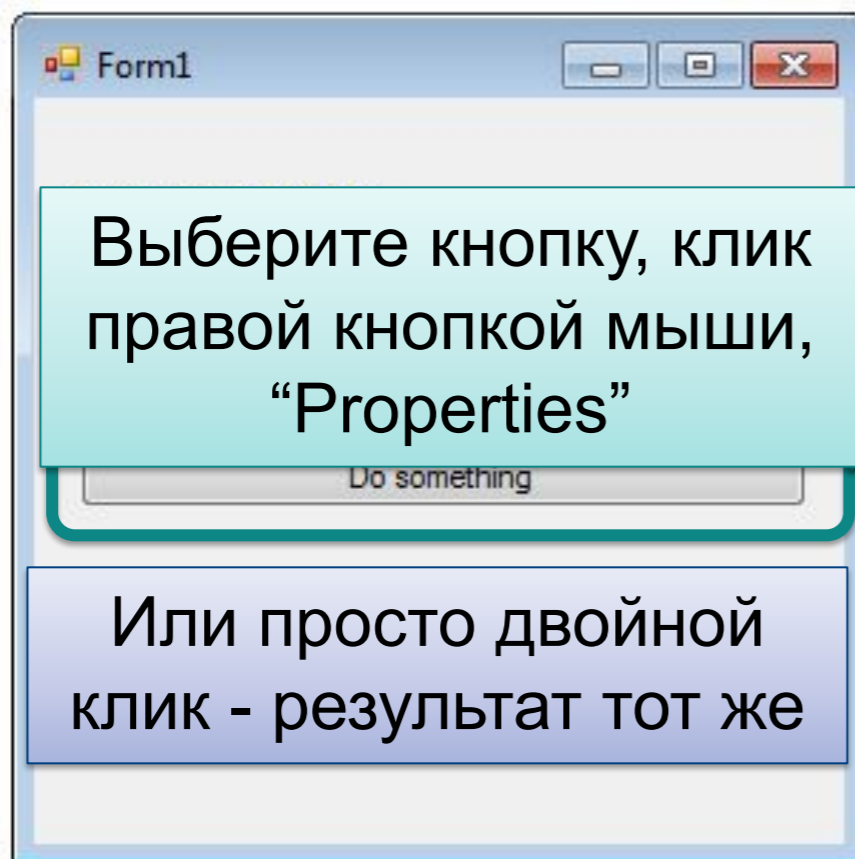 Form1
Выберите кнопку, клик
правой кнопкой мыши,
“Properties”
Do something
Или просто двойной
клик - результат тот же